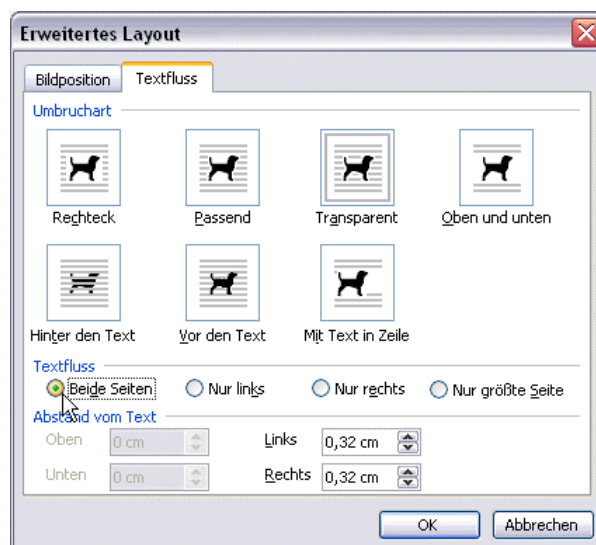 Erweitertes Layout
Bildposition Textfluss
Umbruchart
Rechteck Passend Transparent Oben und unten
Hinter den Text Vor den Text Mit Text in Zeile
Textfluss
Beide Seiten Nur links Nur rechts Nur größte Seite
Abstand vom Text
Oben 0 cm Links 0,32 cm
Unten 0 cm Rechts 0,32 cm
OK Abbrechen